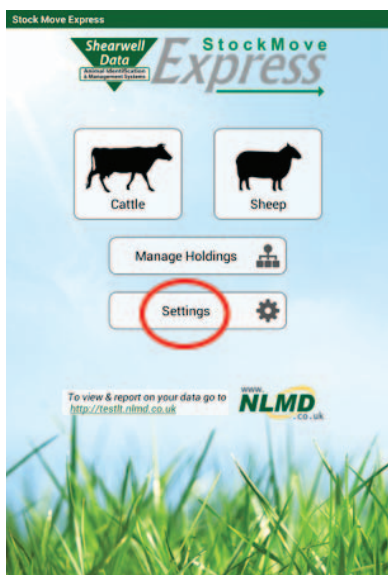 Stock Move Express
Shearwell
Data
Animal Identification
& Management Systems
StockMove
Express
Cattle
Sheep
Manage Holdings
Settings
To view & report on your data go to
http://testlt.nlmd.co.uk
www.
NLMD
.co.uk